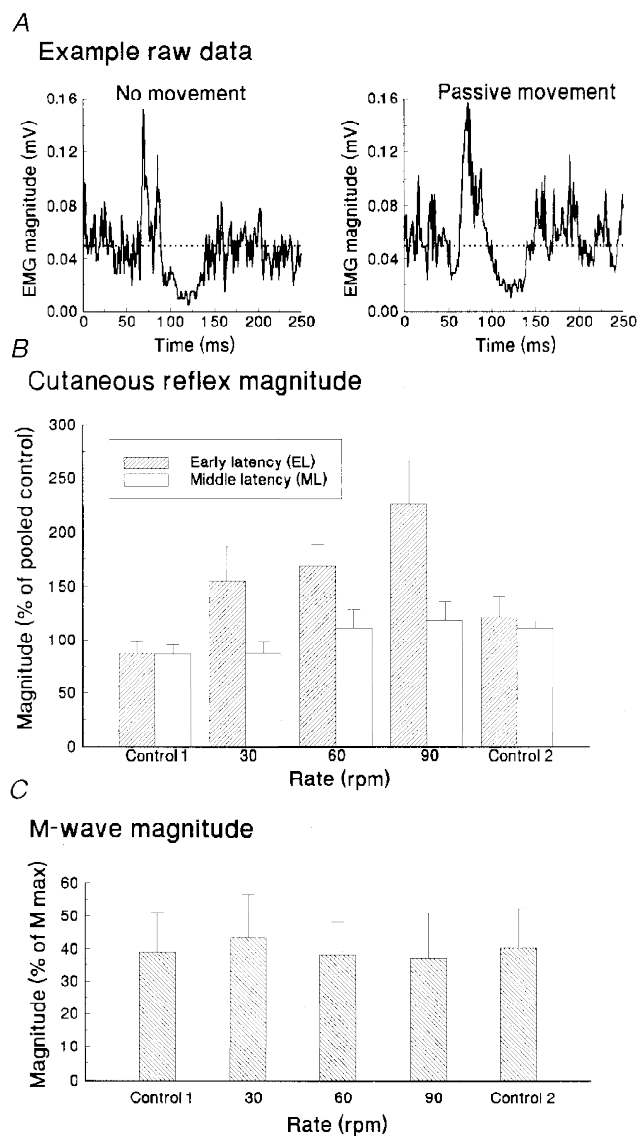 A
Example raw data
No movement
Passive movement
EMG magnitude (mV)
0.16
0.12
0.08
0.04
0.00
0 50 100 150 200 250
Time (ms)
EMG magnitude (mV)
0.16
0.12
0.08
0.04
0.00
0 50 100 150 200 250
Time (ms)
B
Cutaneous reflex magnitude
Magnitude (% of pooled control)
300
250
200
150
100
50
0
Early latency (EL)
Middle latency (ML)
Control 1 30 60 90 Control 2
Rate (rpm)
C
M-wave magnitude
Magnitude (% of M max)
60
50
40
30
20
10
0
Control 1 30 60 90 Control 2
Rate (rpm)